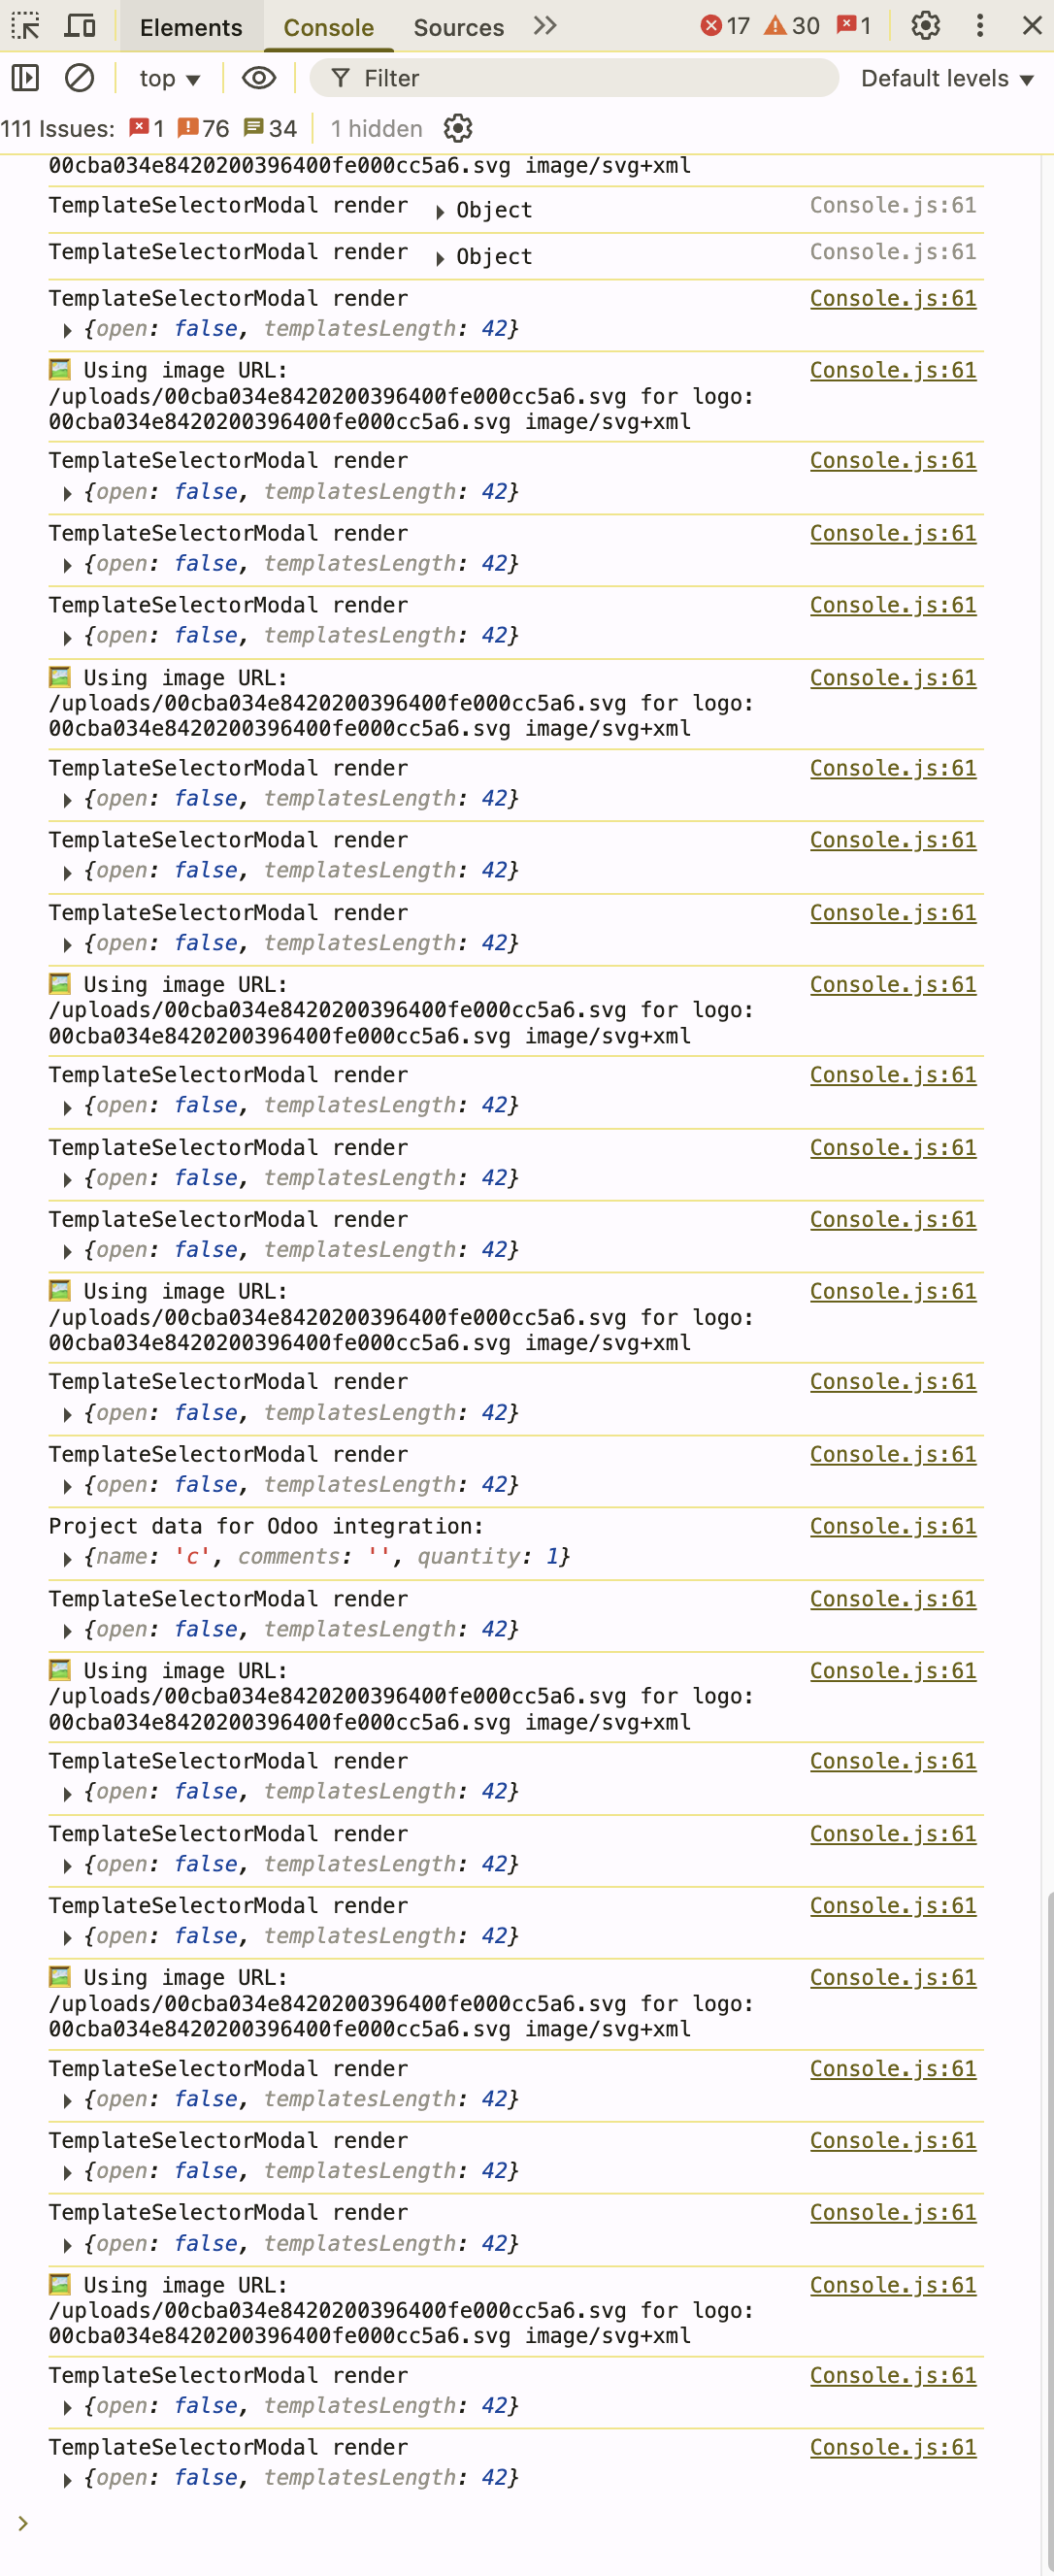 Elements Console Sources 17 30 1
top Filter Default levels
111 Issues: 1 76 34 1 hidden
00cba034e8420200396400fe000cc5a6.svg image/svg+xml
TemplateSelectorModal render Object Console.js:61
TemplateSelectorModal render Object Console.js:61
TemplateSelectorModal render Console.js:61
{open: false, templatesLength: 42}
Using image URL: Console.js:61
/uploads/00cba034e8420200396400fe000cc5a6.svg for logo:
00cba034e8420200396400fe000cc5a6.svg image/svg+xml
TemplateSelectorModal render Console.js:61
{open: false, templatesLength: 42}
TemplateSelectorModal render Console.js:61
{open: false, templatesLength: 42}
TemplateSelectorModal render Console.js:61
{open: false, templatesLength: 42}
Using image URL: Console.js:61
/uploads/00cba034e8420200396400fe000cc5a6.svg for logo:
00cba034e8420200396400fe000cc5a6.svg image/svg+xml
TemplateSelectorModal render Console.js:61
{open: false, templatesLength: 42}
TemplateSelectorModal render Console.js:61
{open: false, templatesLength: 42}
TemplateSelectorModal render Console.js:61
{open: false, templatesLength: 42}
Using image URL: Console.js:61
/uploads/00cba034e8420200396400fe000cc5a6.svg for logo:
00cba034e8420200396400fe000cc5a6.svg image/svg+xml
TemplateSelectorModal render Console.js:61
{open: false, templatesLength: 42}
TemplateSelectorModal render Console.js:61
{open: false, templatesLength: 42}
TemplateSelectorModal render Console.js:61
{open: false, templatesLength: 42}
Using image URL: Console.js:61
/uploads/00cba034e8420200396400fe000cc5a6.svg for logo:
00cba034e8420200396400fe000cc5a6.svg image/svg+xml
TemplateSelectorModal render Console.js:61
{open: false, templatesLength: 42}
TemplateSelectorModal render Console.js:61
{open: false, templatesLength: 42}
Project data for Odoo integration: Console.js:61
{name: 'c', comments: '', quantity: 1}
TemplateSelectorModal render Console.js:61
{open: false, templatesLength: 42}
Using image URL: Console.js:61
/uploads/00cba034e8420200396400fe000cc5a6.svg for logo:
00cba034e8420200396400fe000cc5a6.svg image/svg+xml
TemplateSelectorModal render Console.js:61
{open: false, templatesLength: 42}
TemplateSelectorModal render Console.js:61
{open: false, templatesLength: 42}
TemplateSelectorModal render Console.js:61
{open: false, templatesLength: 42}
Using image URL: Console.js:61
/uploads/00cba034e8420200396400fe000cc5a6.svg for logo:
00cba034e8420200396400fe000cc5a6.svg image/svg+xml
TemplateSelectorModal render Console.js:61
{open: false, templatesLength: 42}
TemplateSelectorModal render Console.js:61
{open: false, templatesLength: 42}
TemplateSelectorModal render Console.js:61
{open: false, templatesLength: 42}
Using image URL: Console.js:61
/uploads/00cba034e8420200396400fe000cc5a6.svg for logo:
00cba034e8420200396400fe000cc5a6.svg image/svg+xml
TemplateSelectorModal render Console.js:61
{open: false, templatesLength: 42}
TemplateSelectorModal render Console.js:61
{open: false, templatesLength: 42}